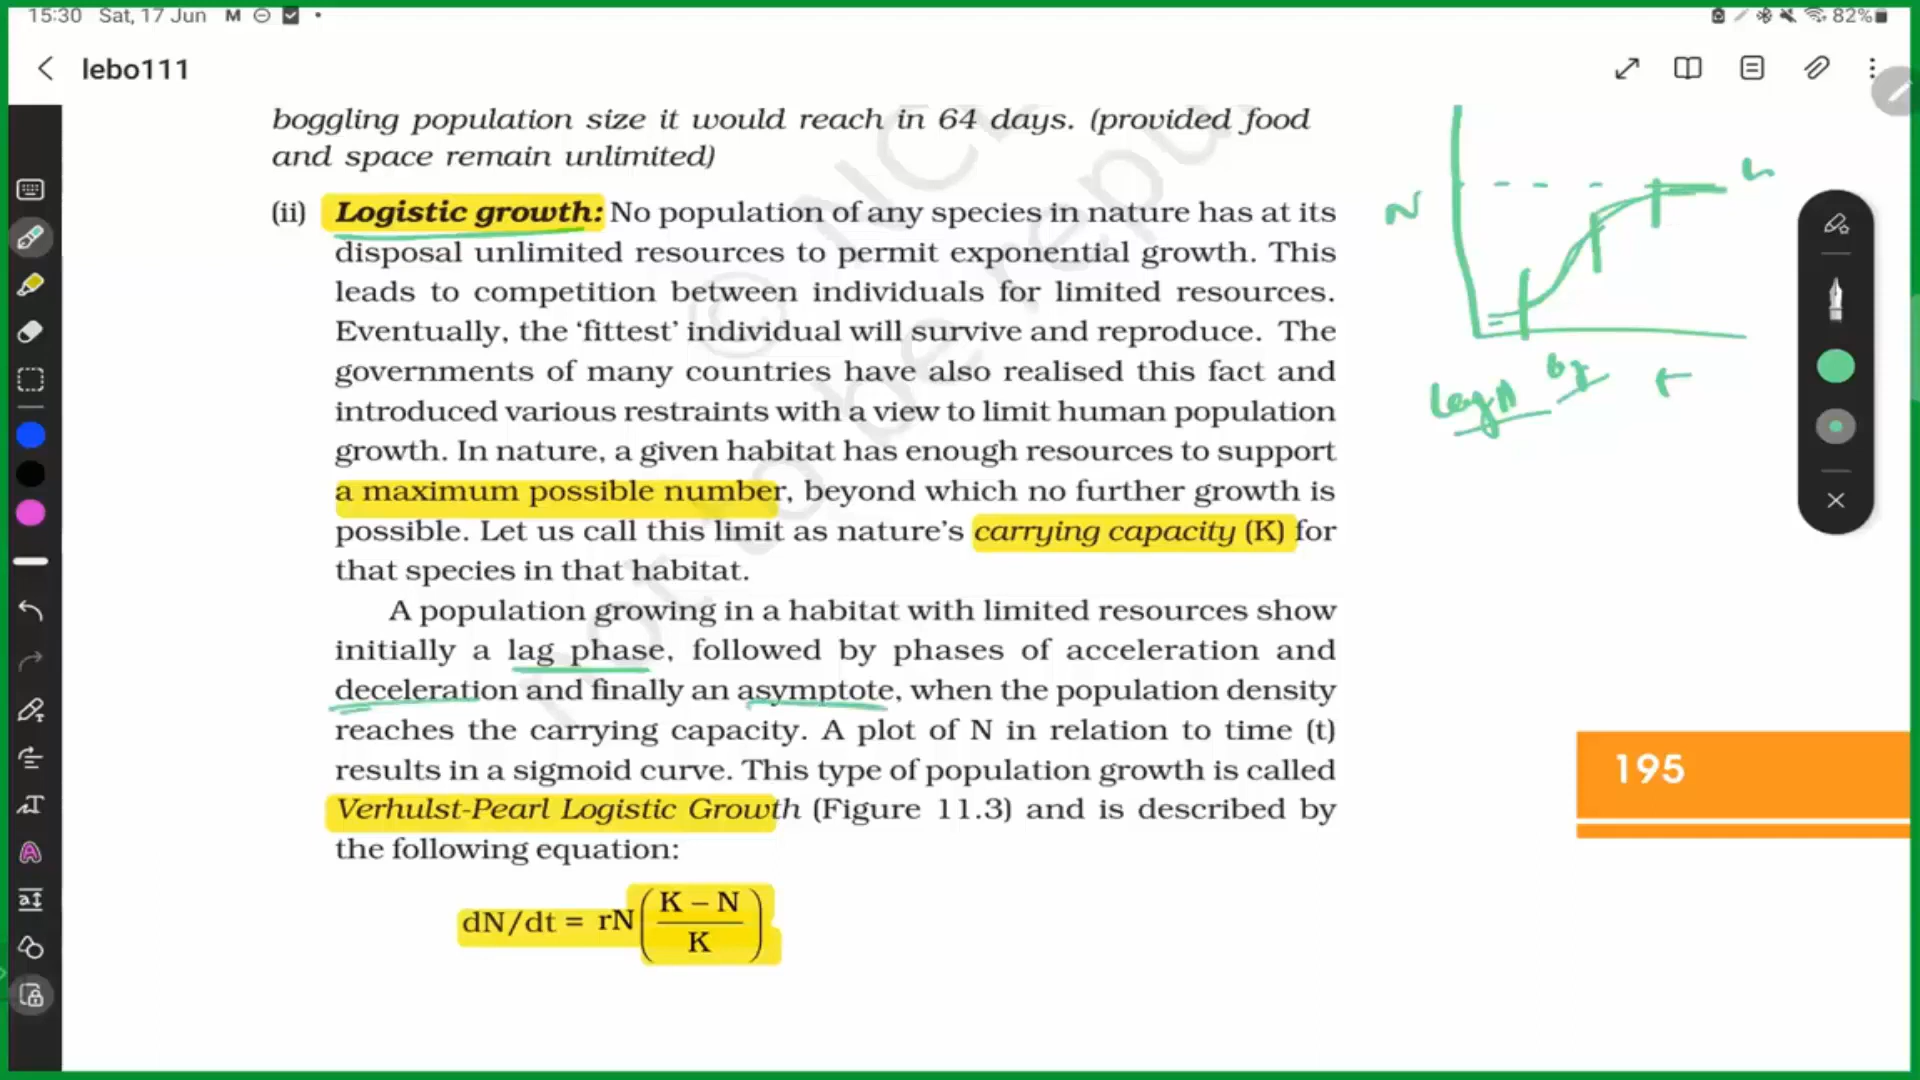 15:30 Sat, 17 Jun M 82%
lebo111
boggling population size it would reach in 64 days. (provided food
and space remain unlimited)
(ii) Logistic growth: No population of any species in nature has at its
disposal unlimited resources to permit exponential growth. This
leads to competition between individuals for limited resources.
Eventually, the ‘fittest’ individual will survive and reproduce. The
governments of many countries have also realised this fact and
introduced various restraints with a view to limit human population
growth. In nature, a given habitat has enough resources to support
a maximum possible number, beyond which no further growth is
possible. Let us call this limit as nature’s carrying capacity (K) for
that species in that habitat.
A population growing in a habitat with limited resources show
initially a lag phase, followed by phases of acceleration and
deceleration and finally an asymptote, when the population density
reaches the carrying capacity. A plot of N in relation to time (t)
results in a sigmoid curve. This type of population growth is called
Verhulst-Pearl Logistic Growth (Figure 11.3) and is described by
the following equation:
dN/dt = rN ( K – N / K )
N
195
not to be repu